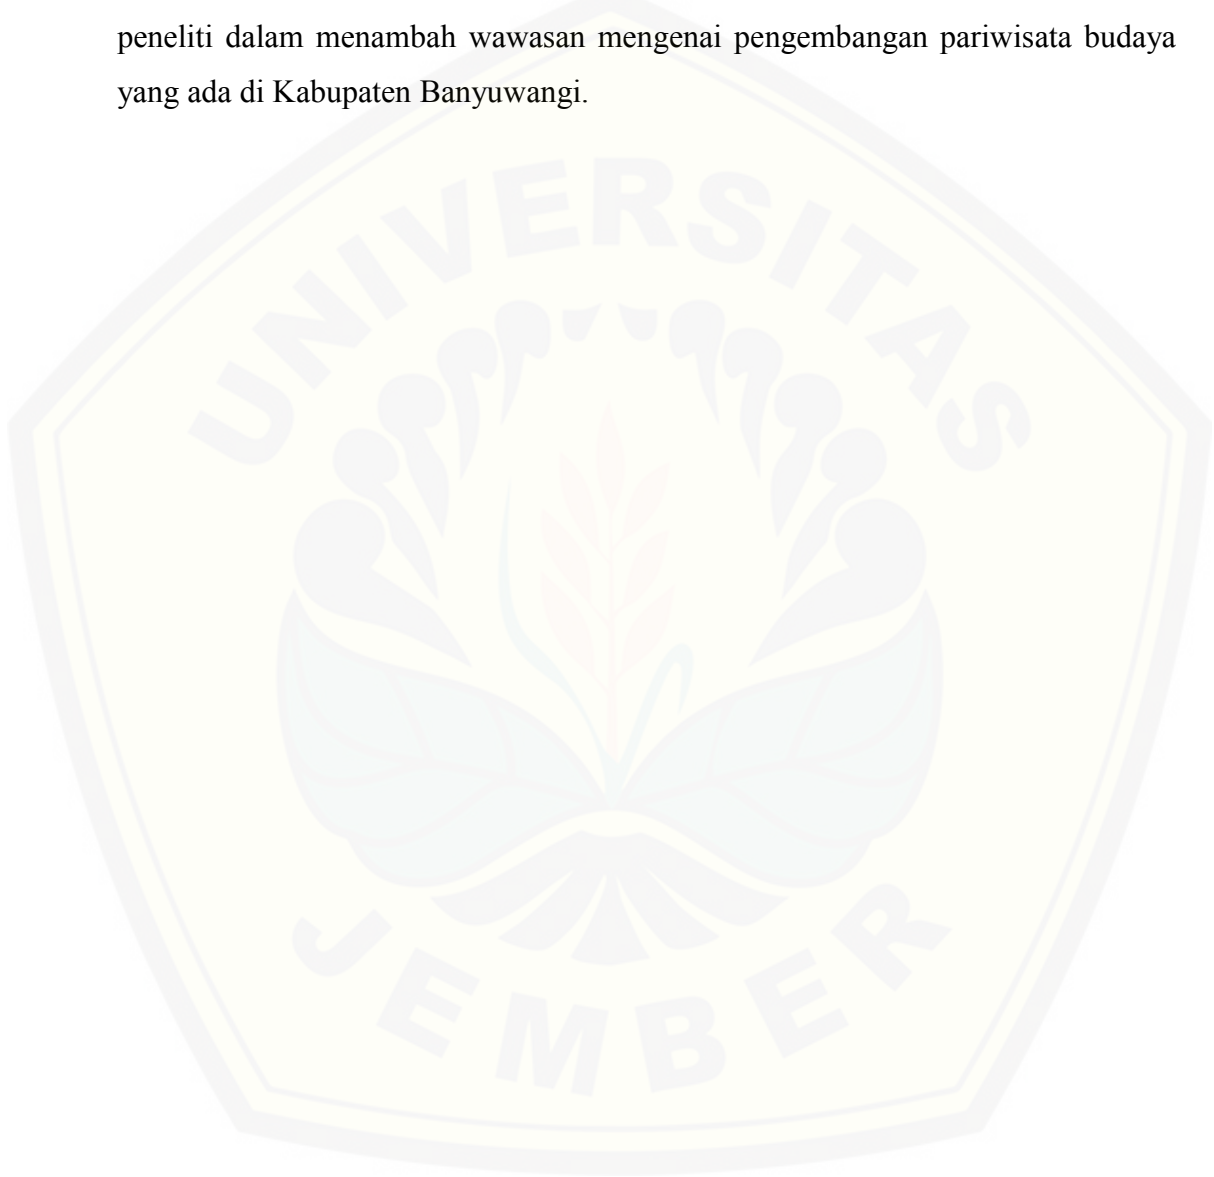 peneliti dalam menambah wawasan mengenai pengembangan pariwisata budaya
yang ada di Kabupaten Banyuwangi.
UNIVERSITAS
JEMBER